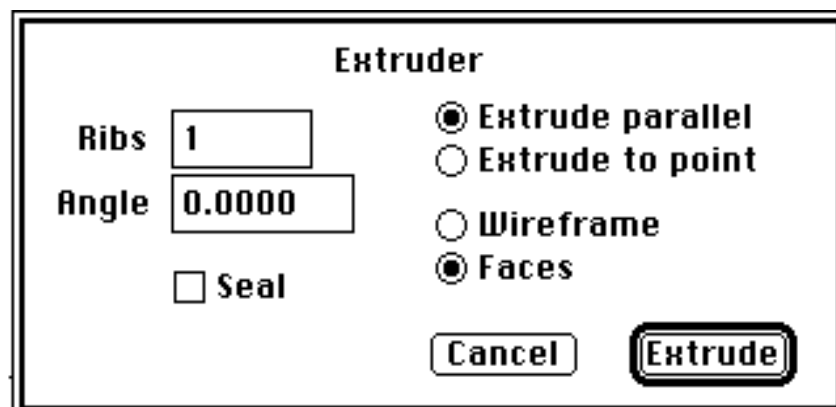 Extruder
Ribs 1
Angle 0.0000
Seal
Extrude parallel
Extrude to point
Wireframe
Faces
Cancel Extrude